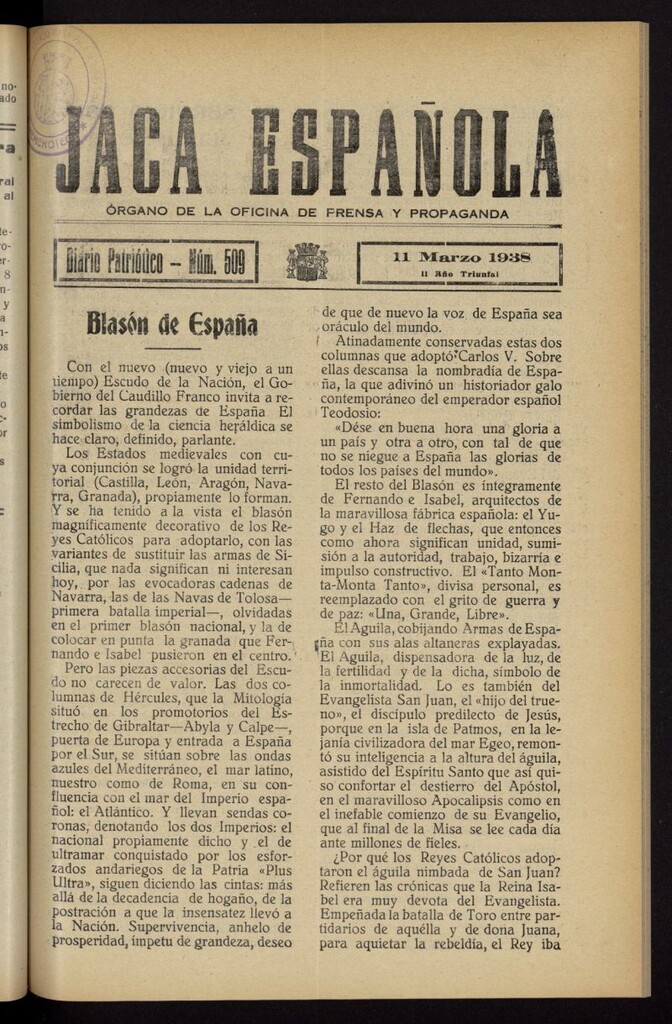 JACA ESPAÑOLA
ÓRGANO DE LA OFICINA DE PRENSA Y PROPAGANDA
Diario Patriótico — Núm. 509
11 Marzo 1938
II Año Triunfal
Blasón de España
Con el nuevo (nuevo y viejo a un
tiempo) Escudo de la Nación, el Go-
bierno del Caudillo Franco invita a re-
cordar las grandezas de España El
simbolismo de la ciencia heráldica se
hace claro, definido, parlante.
Los Estados medievales con cu-
ya conjunción se logró la unidad terri-
torial (Castilla, León, Aragón, Nava-
rra, Granada), propiamente lo forman.
Y se ha tenido a la vista el blasón
magníficamente decorativo de los Re-
yes Católicos para adoptarlo, con las
variantes de sustituir las armas de Si-
cilia, que nada significan ni interesan
hoy, por las evocadoras cadenas de
Navarra, las de las Navas de Tolosa—
primera batalla imperial—, olvidadas
en el primer blasón nacional, y la de
colocar en punta la granada que Fer-
nando e Isabel pusieron en el centro.
Pero las piezas accesorias del Escu-
do no carecen de valor. Las dos co-
lumnas de Hércules, que la Mitología
situó en los promotorios del Es-
trecho de Gibraltar—Abyla y Calpe—,
puerta de Europa y entrada a España
por el Sur, se sitúan sobre las ondas
azules del Mediterráneo, el mar latino,
nuestro como de Roma, en su con-
fluencia con el mar del Imperio espa-
ñol: el Atlántico. Y llevan sendas co-
ronas, denotando los dos Imperios: el
nacional propiamente dicho y el de
ultramar conquistado por los esfor-
zados andariegos de la Patria «Plus
Ultra», siguen diciendo las cintas: más
allá de la decadencia de hogaño, de la
postración a que la insensatez llevó a
la Nación. Supervivencia, anhelo de
prosperidad, ímpetu de grandeza, deseo
de que de nuevo la voz de España sea
oráculo del mundo.
Atinadamente conservadas estas dos
columnas que adoptó Carlos V. Sobre
ellas descansa la nombradía de Espa-
ña, la que adivinó un historiador galo
contemporáneo del emperador español
Teodosio:
«Dése en buena hora una gloria a
un país y otra a otro, con tal de que
no se niegue a España las glorias de
todos los países del mundo».
El resto del Blasón es íntegramente
de Fernando e Isabel, arquitectos de
la maravillosa fábrica española: el Yu-
go y el Haz de flechas, que entonces
como ahora significan unidad, sumi-
sión a la autoridad, trabajo, bizarría e
impulso constructivo. El «Tanto Mon-
ta-Monta Tanto», divisa personal, es
reemplazado con el grito de guerra y
de paz: «Una, Grande, Libre».
El Aguila, cobijando Armas de Espa-
ña con sus alas altaneras explayadas.
El Aguila, dispensadora de la luz, de
la fertilidad y de la dicha, símbolo de
la inmortalidad. Lo es también del
Evangelista San Juan, el «hijo del true-
no», el discípulo predilecto de Jesús,
porque en la isla de Patmos, en la le-
janía civilizadora del mar Egeo, remon-
tó su inteligencia a la altura del águila,
asistido del Espíritu Santo que así qui-
so confortar el destierro del Apóstol,
en el maravilloso Apocalipsis como en
el inefable comienzo de su Evangelio,
que al final de la Misa se lee cada día
ante millones de fieles.
¿Por qué los Reyes Católicos adop-
taron el águila nimbada de San Juan?
Refieren las crónicas que la Reina Isa-
bel era muy devota del Evangelista.
Empeñada la batalla de Toro entre par-
tidarios de aquélla y de dona Juana,
para aquietar la rebeldía, el Rey iba